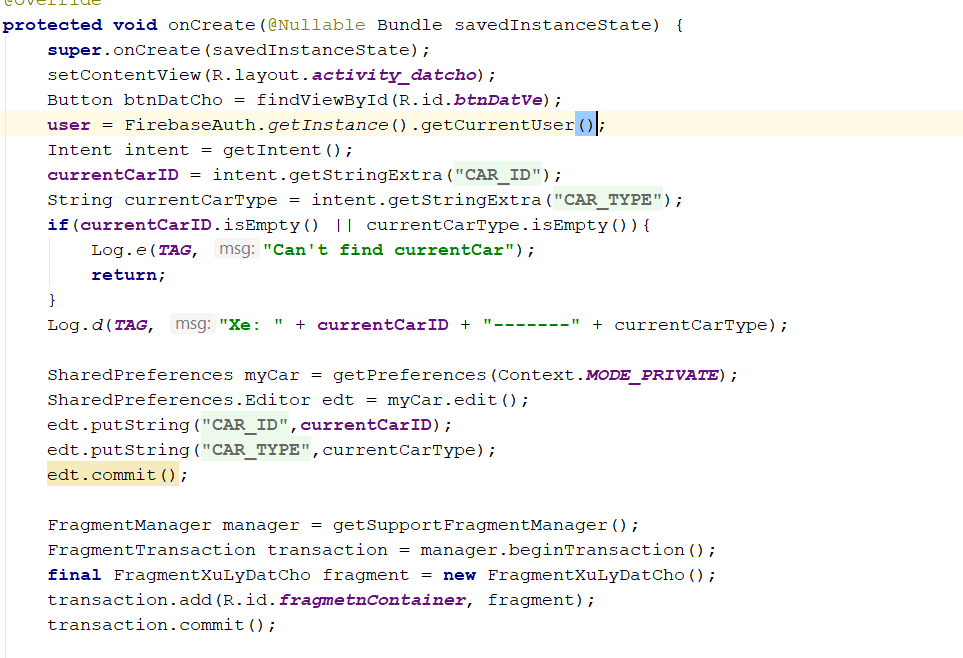 @Override
protected void onCreate(@Nullable Bundle savedInstanceState) {
super.onCreate(savedInstanceState);
setContentView(R.layout.activity_datcho);
Button btnDatCho = findViewById(R.id.btnDatVe);
user = FirebaseAuth.getInstance().getCurrentUser();
Intent intent = getIntent();
currentCarID = intent.getStringExtra("CAR_ID");
String currentCarType = intent.getStringExtra("CAR_TYPE");
if(currentCarID.isEmpty() || currentCarType.isEmpty()){
Log.e(TAG, msg: "Can't find currentCar");
return;
}
Log.d(TAG, msg: "Xe: " + currentCarID + "-------" + currentCarType);
SharedPreferences myCar = getPreferences(Context.MODE_PRIVATE);
SharedPreferences.Editor edt = myCar.edit();
edt.putString("CAR_ID",currentCarID);
edt.putString("CAR_TYPE",currentCarType);
edt.commit();
FragmentManager manager = getSupportFragmentManager();
FragmentTransaction transaction = manager.beginTransaction();
final FragmentXuLyDatCho fragment = new FragmentXuLyDatCho();
transaction.add(R.id.fragmetnContainer, fragment);
transaction.commit();